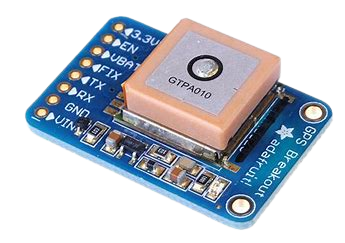 3.3V
EN
VBAT
FIX
TX
RX
GND
VIN
GTPA010
GPS Breakout
adafruit!